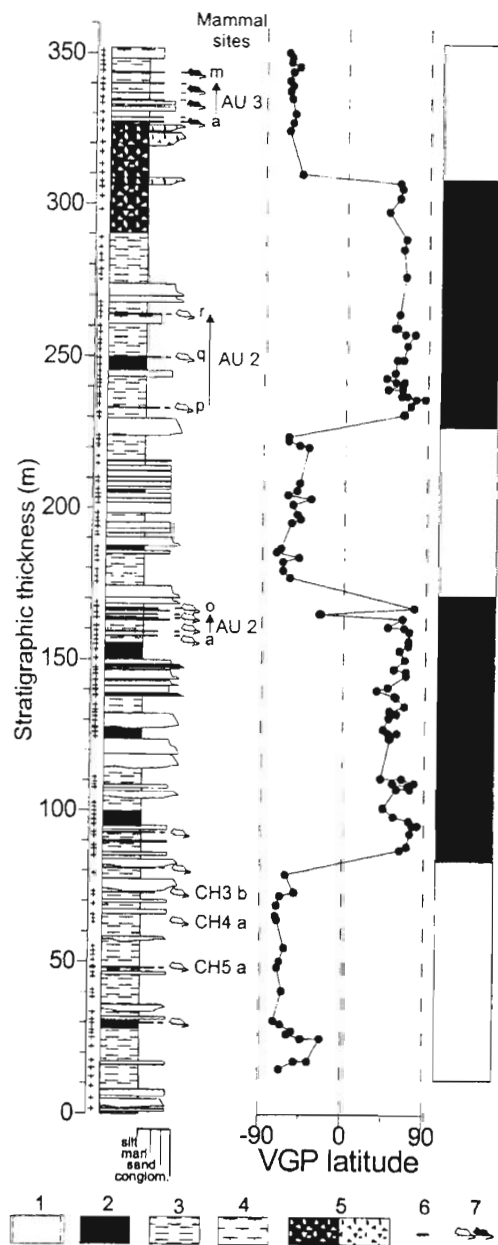 Mammal
sites
350
m
AU 3
a
300
r
250
q
AU 2
p
200
o
AU 2
150
a
100
CH3 b
CH4 a
50
CH5 a
0
Stratigraphic thickness (m)
silt
marl
sand
conglom.
-90 0 90
VGP latitude
1 2 3 4 5 6 7